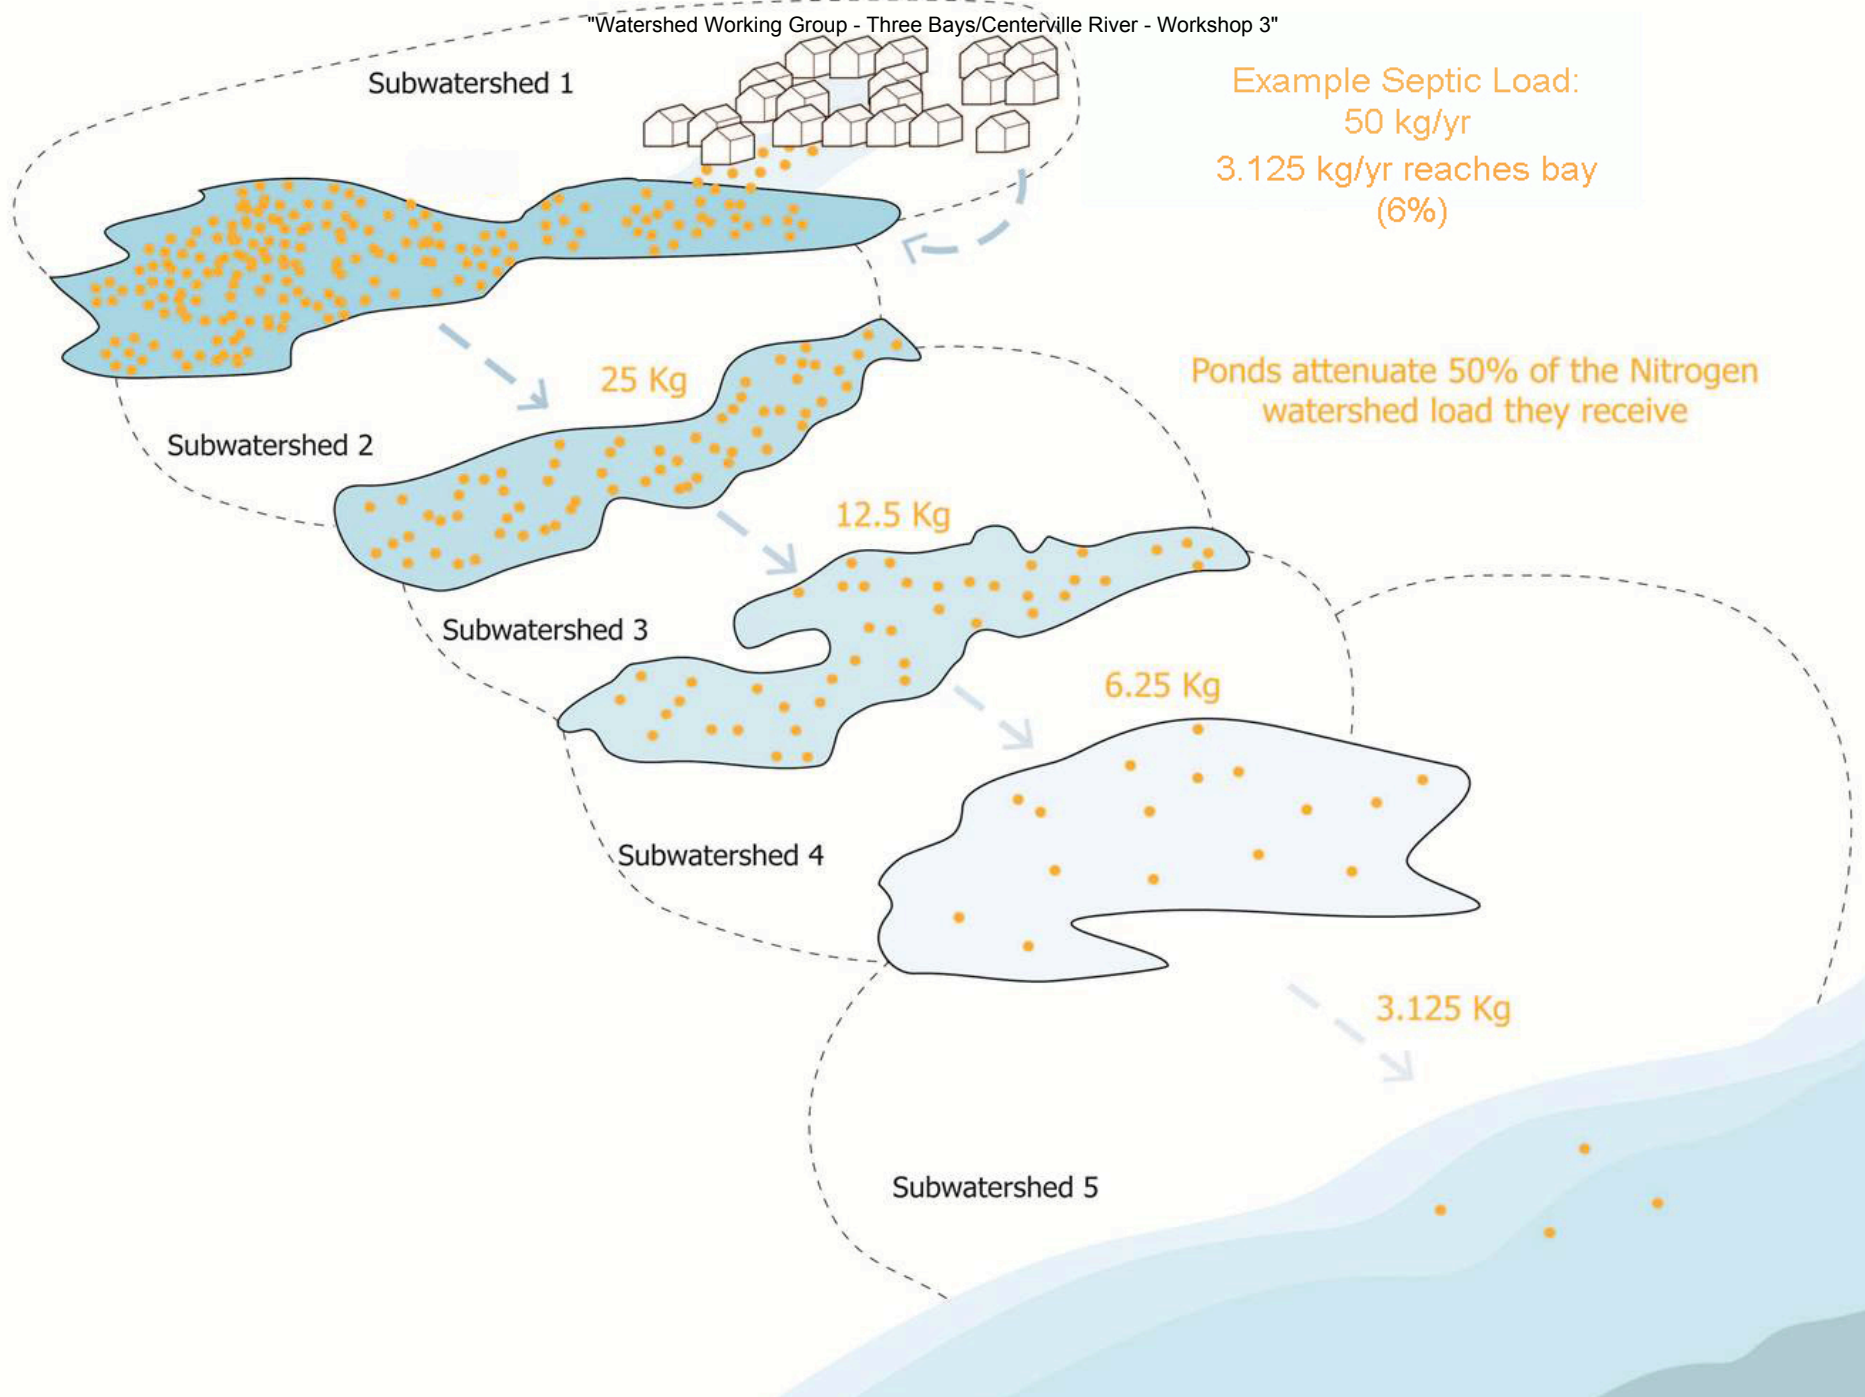 "Watershed Working Group - Three Bays/Centerville River - Workshop 3"
Subwatershed 1
Example Septic Load:
50 kg/yr
3.125 kg/yr reaches bay
(6%)
25 Kg
Ponds attenuate 50% of the Nitrogen
watershed load they receive
Subwatershed 2
12.5 Kg
Subwatershed 3
6.25 Kg
Subwatershed 4
3.125 Kg
Subwatershed 5